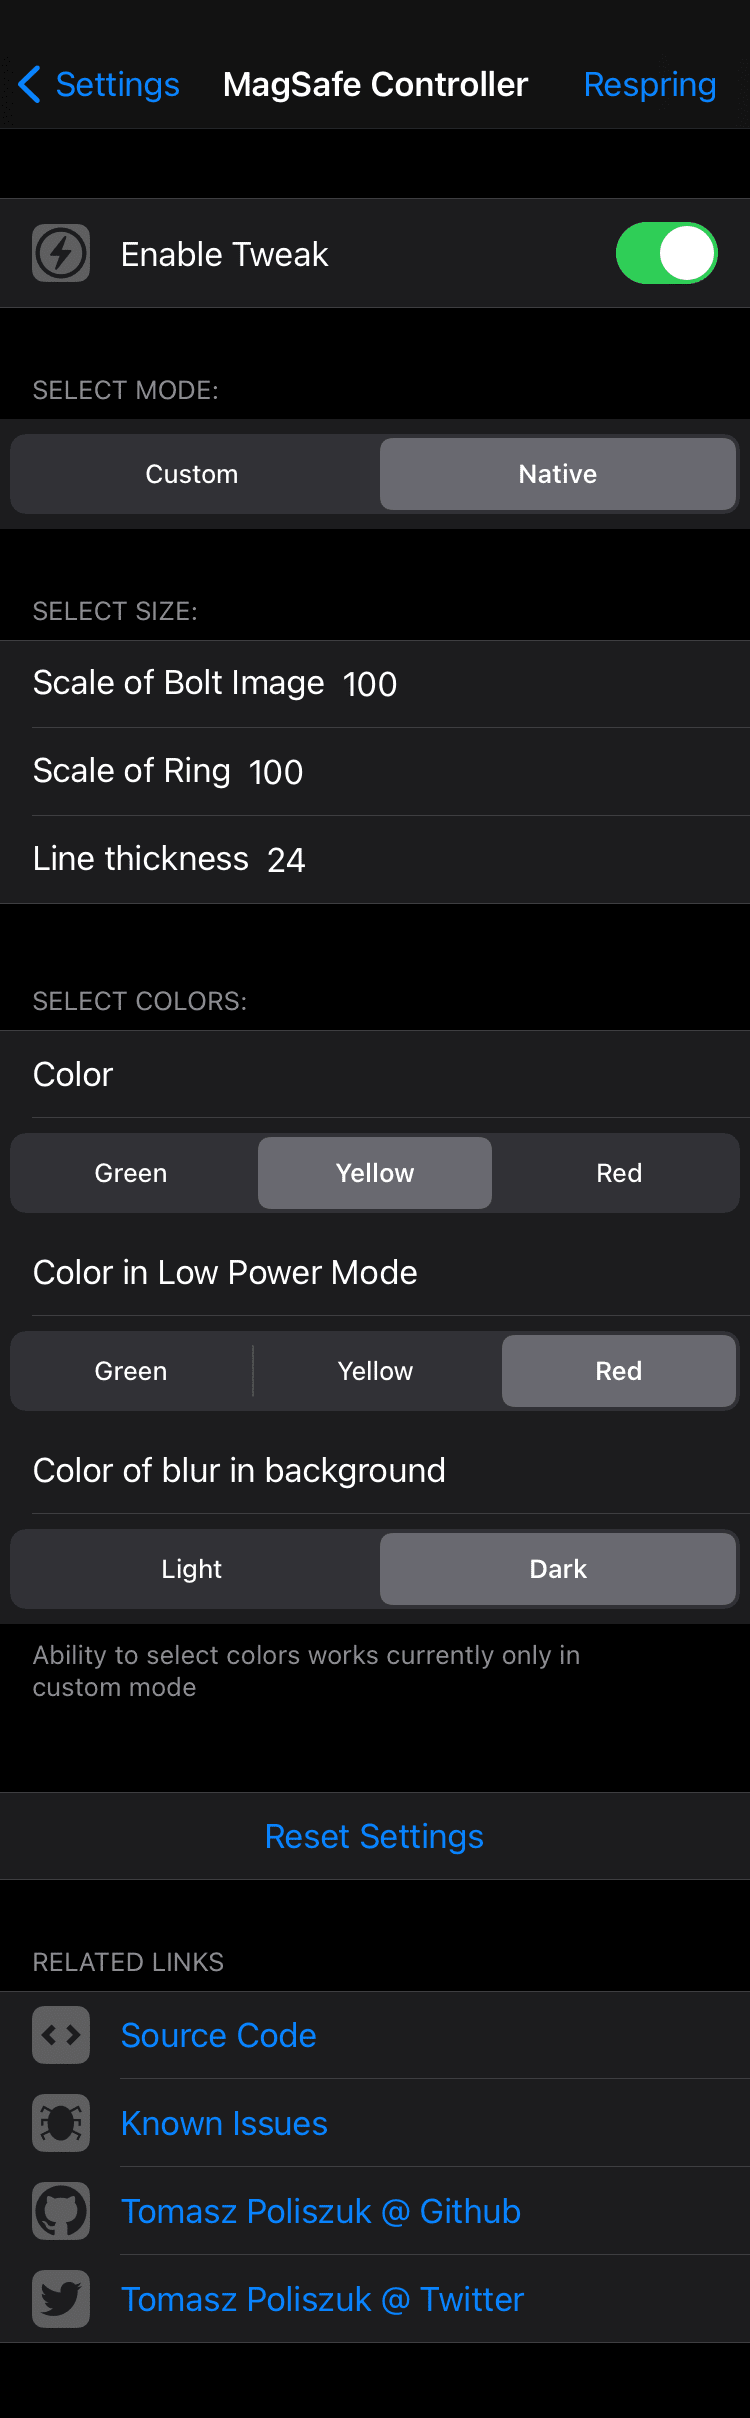 Settings MagSafe Controller Respring
Enable Tweak
SELECT MODE:
Custom Native
SELECT SIZE:
Scale of Bolt Image 100
Scale of Ring 100
Line thickness 24
SELECT COLORS:
Color
Green Yellow Red
Color in Low Power Mode
Green Yellow Red
Color of blur in background
Light Dark
Ability to select colors works currently only in
custom mode
Reset Settings
RELATED LINKS
Source Code
Known Issues
Tomasz Poliszuk @ Github
Tomasz Poliszuk @ Twitter